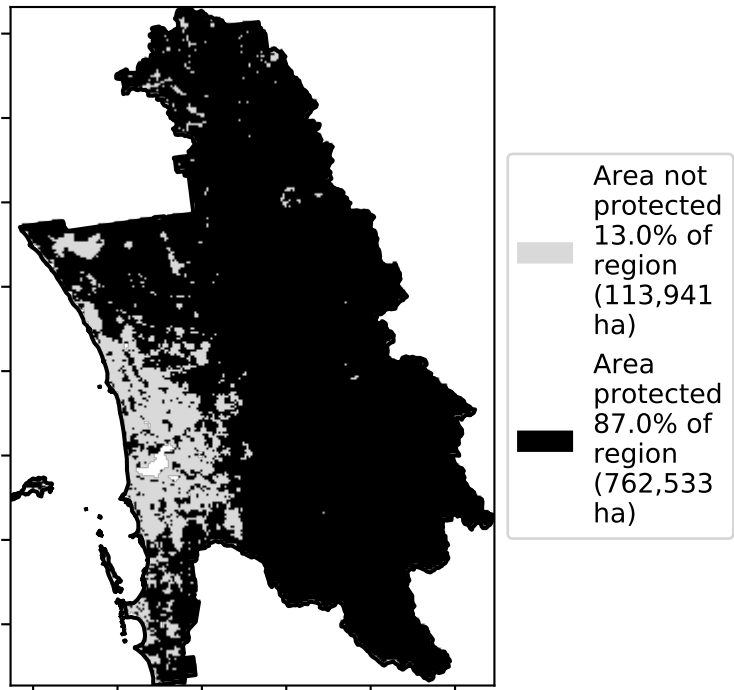 Area not
protected
13.0% of
region
(113,941
ha)
Area
protected
87.0% of
region
(762,533
ha)